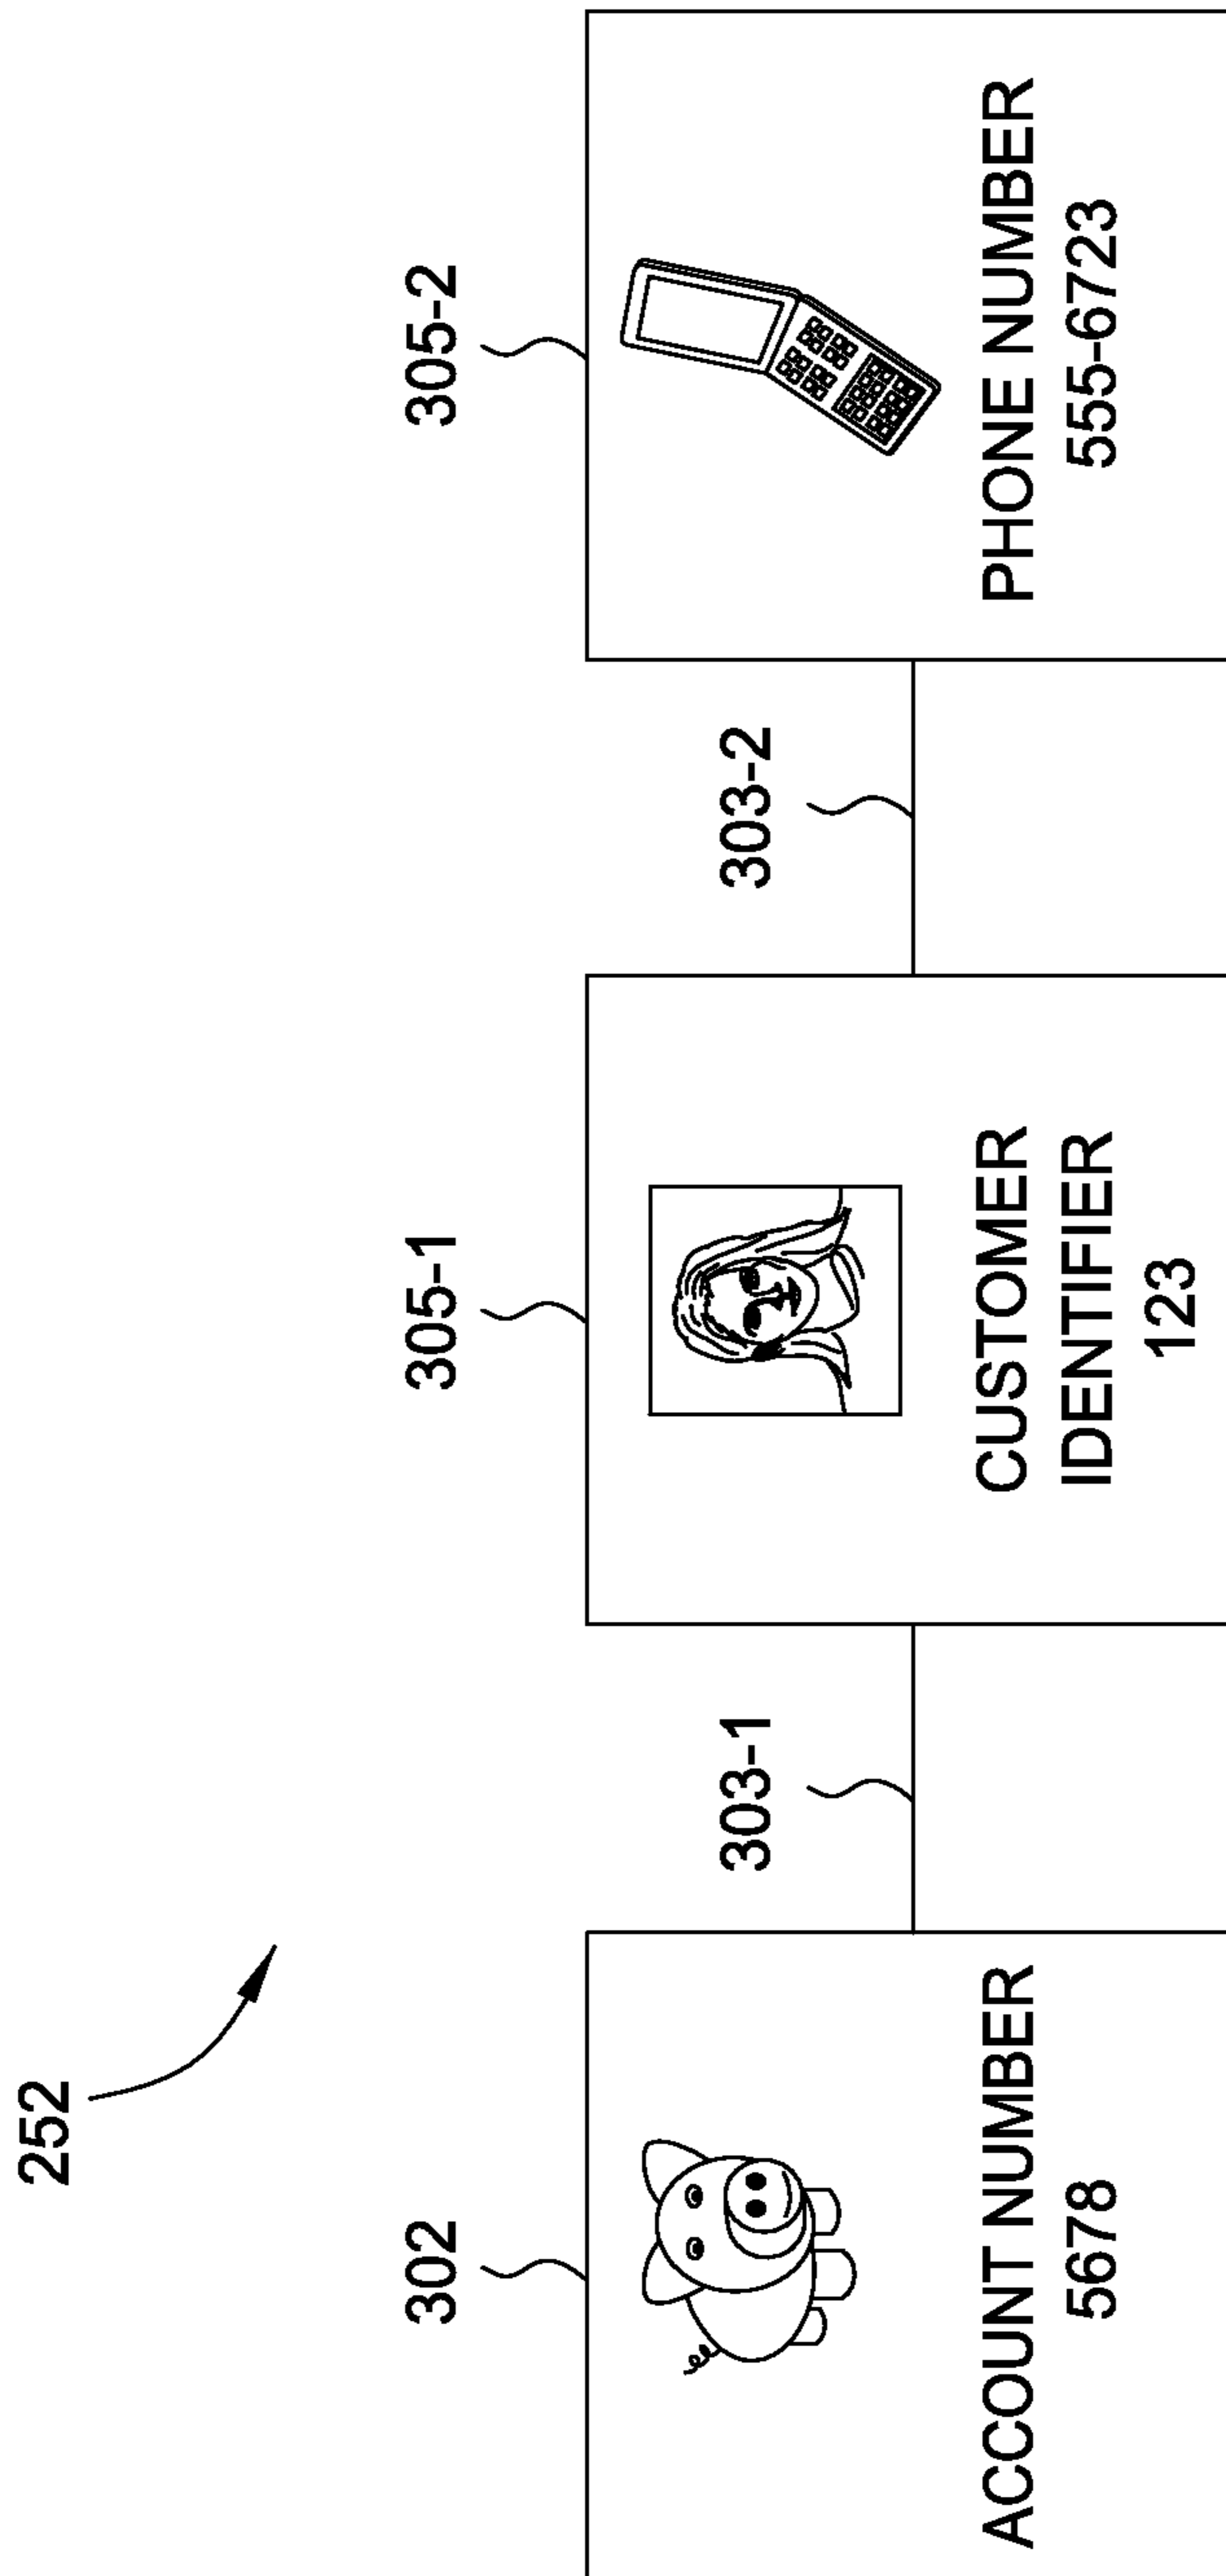 252
302
305-1
305-2
303-1
303-2
ACCOUNT NUMBER
5678
CUSTOMER
IDENTIFIER
123
PHONE NUMBER
555-6723